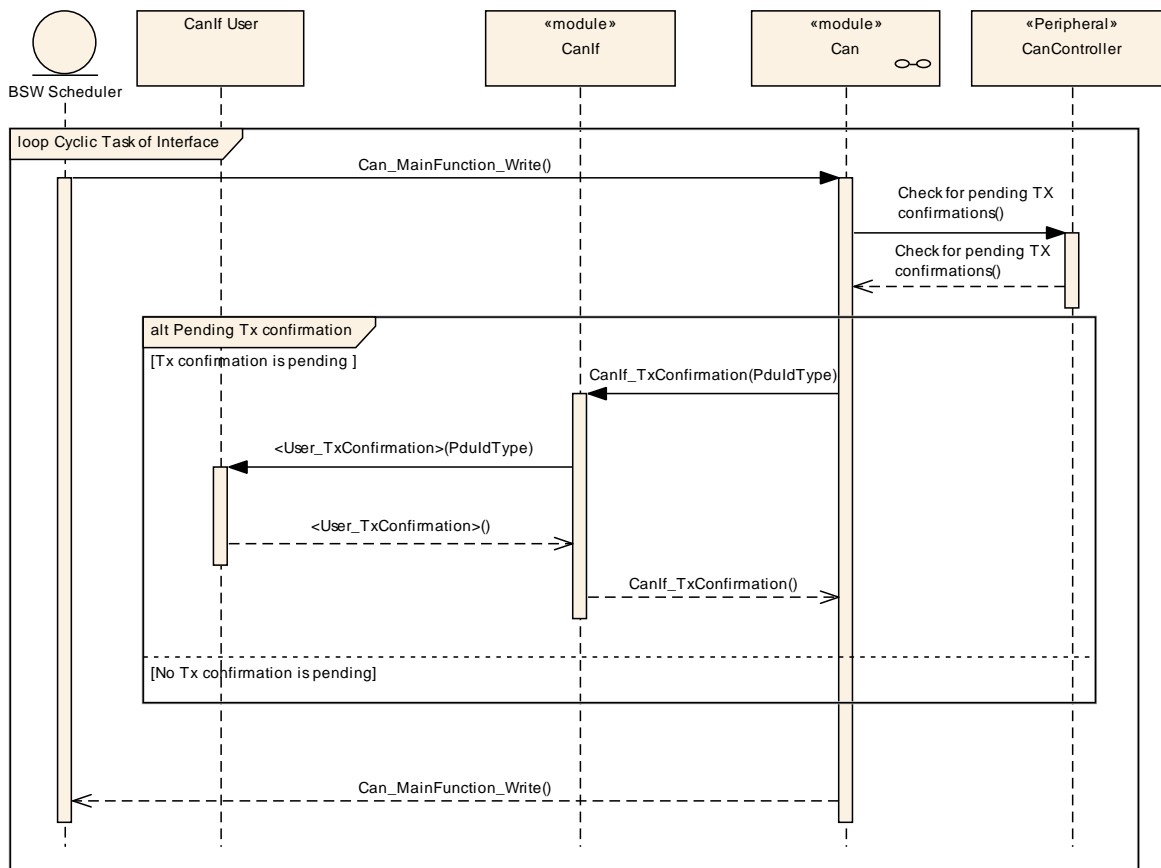 CanIf User
«module»
CanIf
«module»
Can
«Peripheral»
CanController
BSW Scheduler
loop Cyclic Task of Interface
Can_MainFunction_Write()
Check for pending TX
confirmations()
Check for pending TX
confirmations()
alt Pending Tx confirmation
[Tx confirmation is pending ]
CanIf_TxConfirmation(PduIdType)
<User_TxConfirmation>(PduIdType)
<User_TxConfirmation>()
CanIf_TxConfirmation()
[No Tx confirmation is pending]
Can_MainFunction_Write()